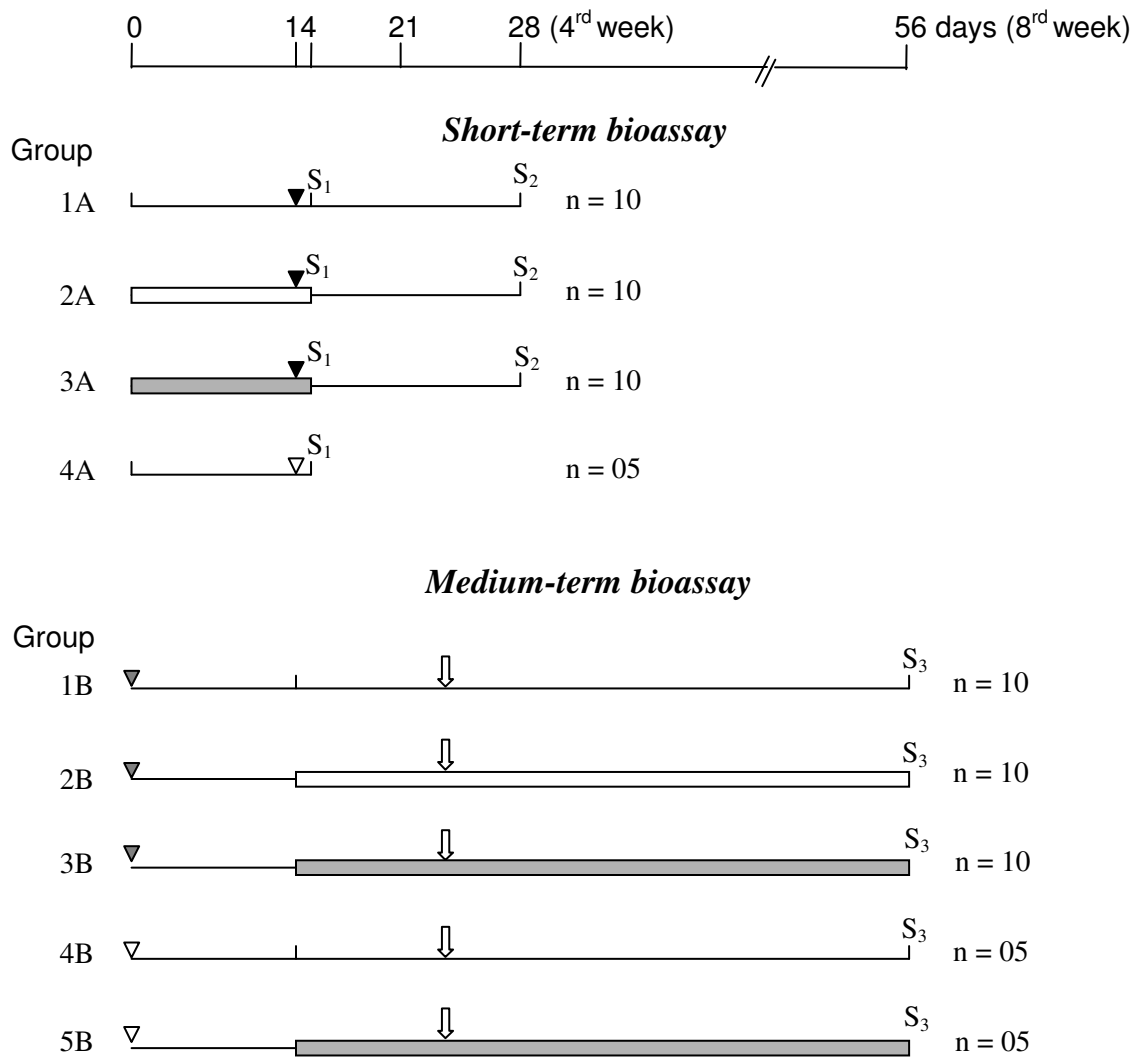 0 14 21 28 (4rd week) 56 days (8rd week)
Short-term bioassay
Group
1A S1 S2 n = 10
2A S1 S2 n = 10
3A S1 S2 n = 10
4A S1 n = 05
Medium-term bioassay
Group
1B S3 n = 10
2B S3 n = 10
3B S3 n = 10
4B S3 n = 05
5B S3 n = 05